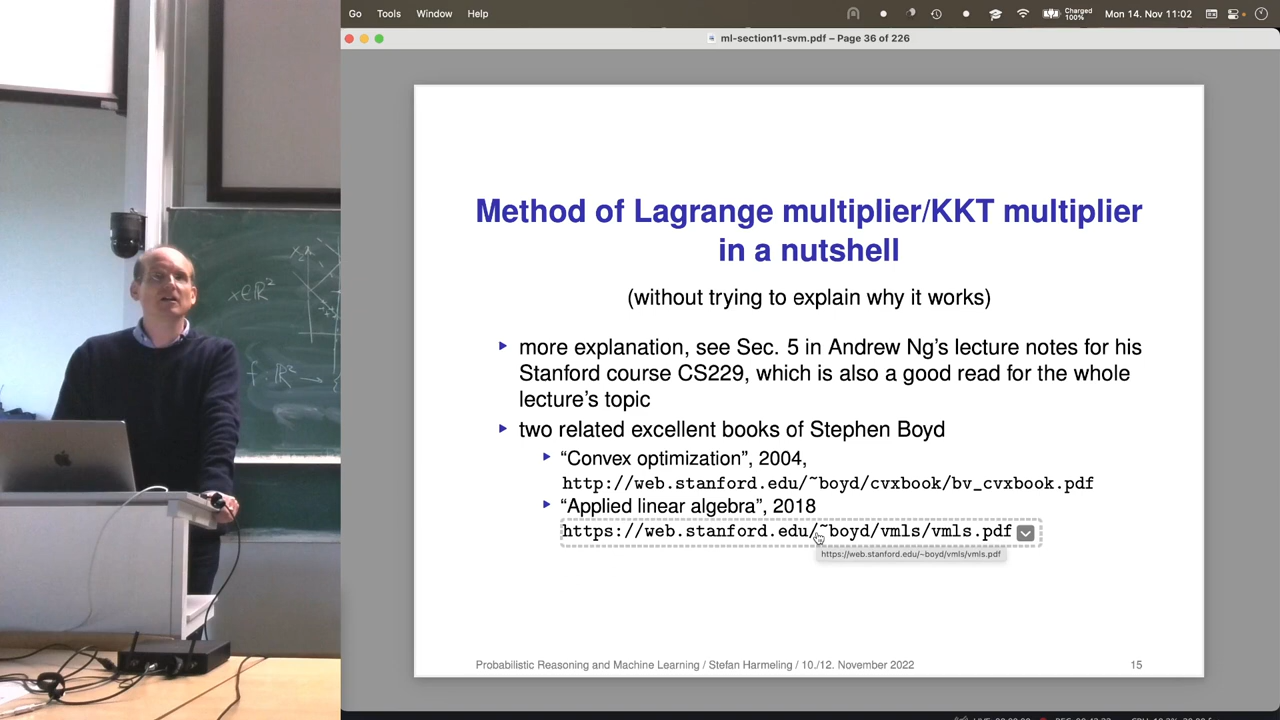 Go Tools Window Help Charged 100% Mon 14. Nov 11:02
ml-section11-svm.pdf – Page 36 of 226
Method of Lagrange multiplier/KKT multiplier
in a nutshell
(without trying to explain why it works)
more explanation, see Sec. 5 in Andrew Ng's lecture notes for his
Stanford course CS229, which is also a good read for the whole
lecture's topic
two related excellent books of Stephen Boyd
"Convex optimization", 2004,
http://web.stanford.edu/~boyd/cvxbook/bv_cvxbook.pdf
"Applied linear algebra", 2018
https://web.stanford.edu/~boyd/vmls/vmls.pdf
https://web.stanford.edu/~boyd/vmls/vmls.pdf
Probabilistic Reasoning and Machine Learning / Stefan Harmeling / 10./12. November 2022 15
x∈ℝ²
x₂
f: ℝ² →